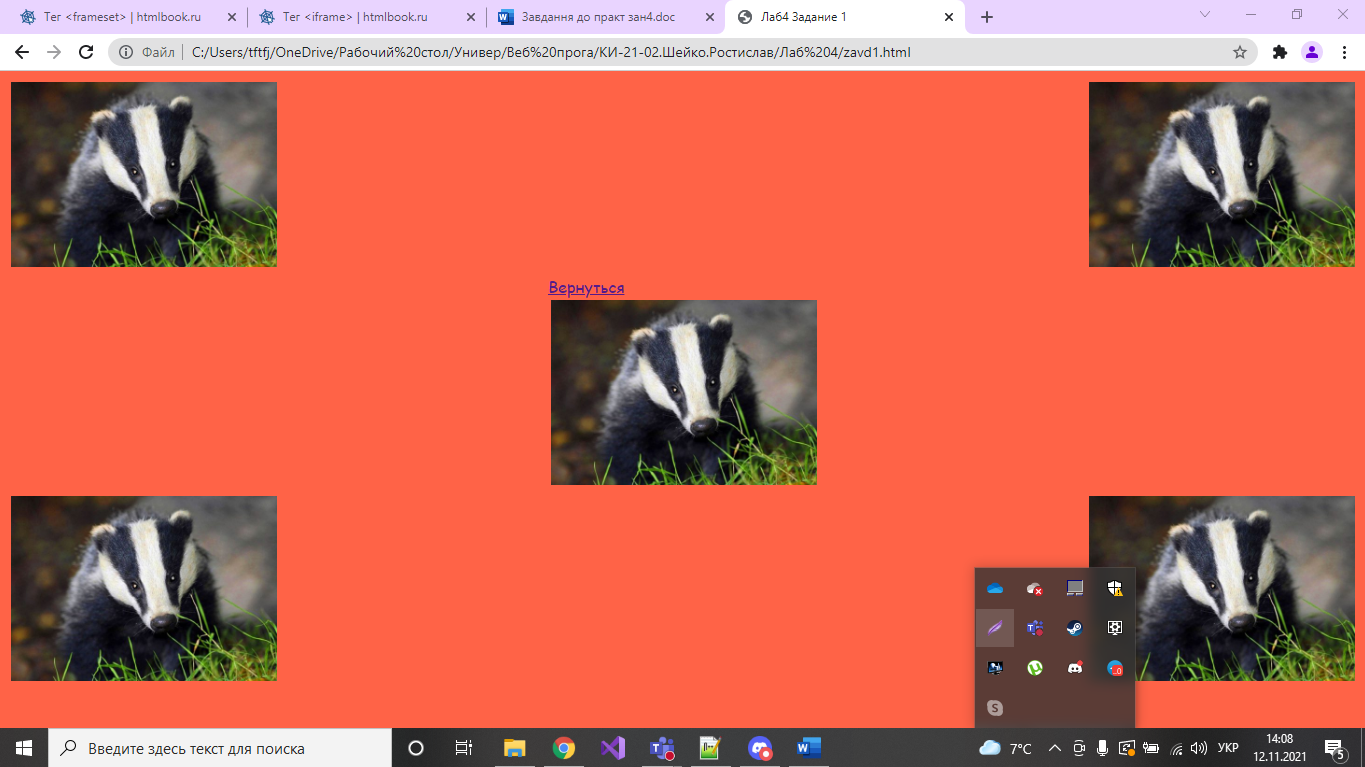 Тег <frameset> | htmlbook.ru
Тег <iframe> | htmlbook.ru
Завдання до практ зан4.doc
Лаб4 Задание 1
Файл
C:/Users/tftfj/OneDrive/Рабочий%20стол/Универ/Веб%20прога/КИ-21-02.Шейко.Ростислав/Лаб%204/zavd1.html
Вернуться
Введите здесь текст для поиска
7°C
УКР
14:08
12.11.2021
5